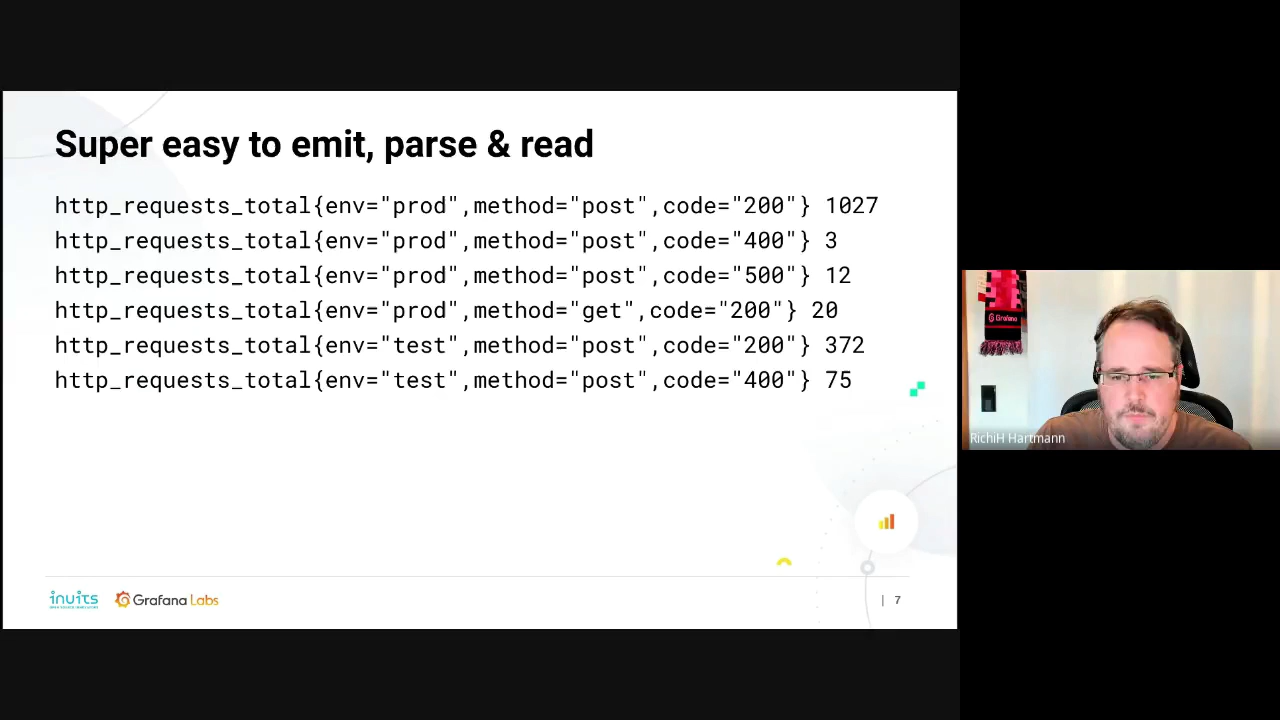 Super easy to emit, parse & read
http_requests_total{env="prod",method="post",code="200"} 1027
http_requests_total{env="prod",method="post",code="400"} 3
http_requests_total{env="prod",method="post",code="500"} 12
http_requests_total{env="prod",method="get",code="200"} 20
http_requests_total{env="test",method="post",code="200"} 372
http_requests_total{env="test",method="post",code="400"} 75
inuits
Grafana Labs
| 7
Grafana
RichiH Hartmann